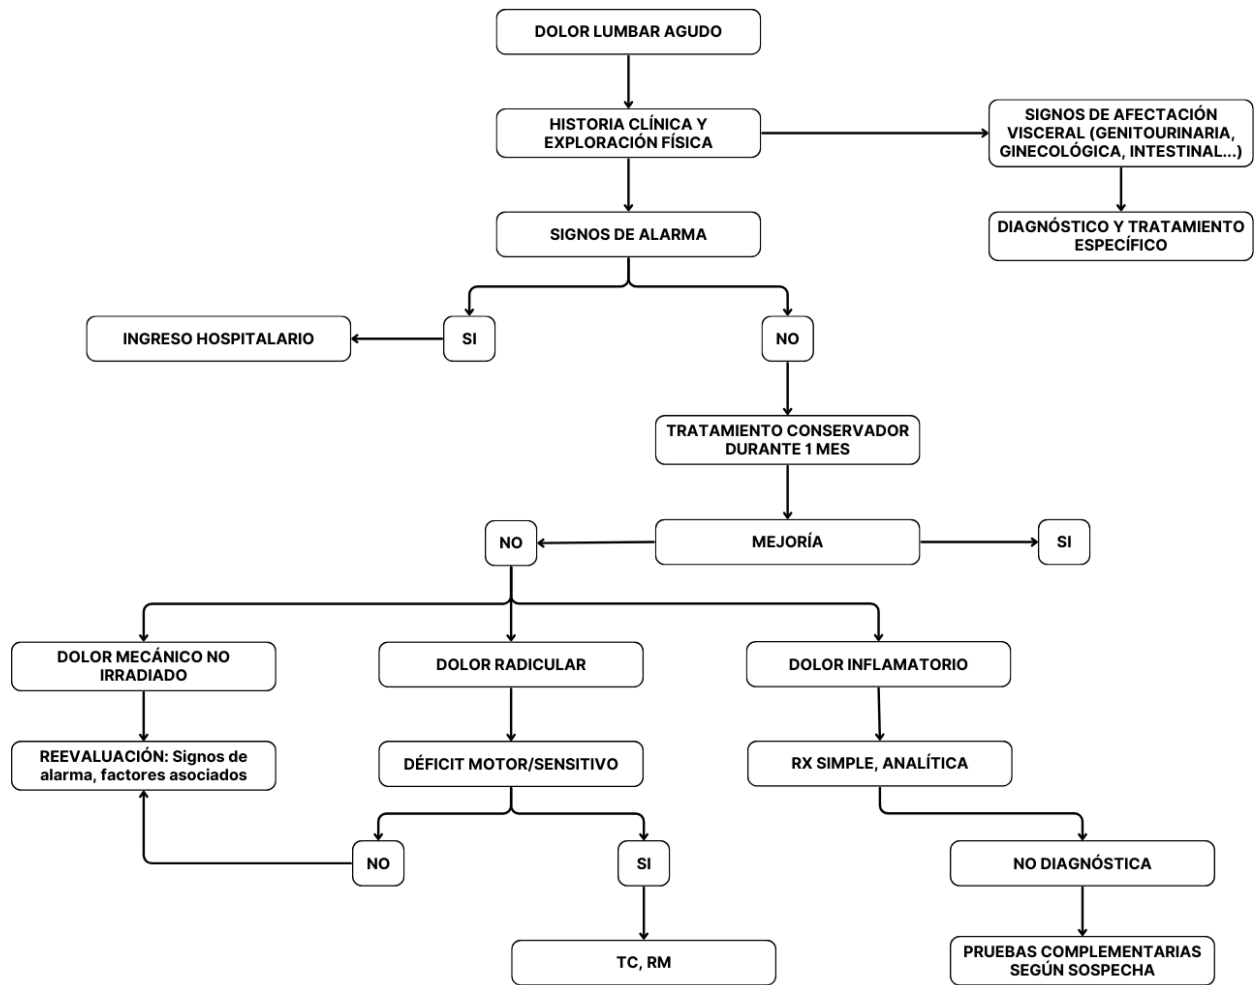 DOLOR LUMBAR AGUDO
HISTORIA CLÍNICA Y
EXPLORACIÓN FÍSICA
SIGNOS DE AFECTACIÓN
VISCERAL (GENITOURINARIA,
GINECOLÓGICA, INTESTINAL...)
SIGNOS DE ALARMA
DIAGNÓSTICO Y TRATAMIENTO
ESPECÍFICO
INGRESO HOSPITALARIO
SI
NO
TRATAMIENTO CONSERVADOR
DURANTE 1 MES
NO
MEJORÍA
SI
DOLOR MECÁNICO NO
IRRADIADO
DOLOR RADICULAR
DOLOR INFLAMATORIO
REEVALUACIÓN: Signos de
alarma, factores asociados
DÉFICIT MOTOR/SENSITIVO
RX SIMPLE, ANALÍTICA
NO
SI
NO DIAGNÓSTICA
TC, RM
PRUEBAS COMPLEMENTARIAS
SEGÚN SOSPECHA